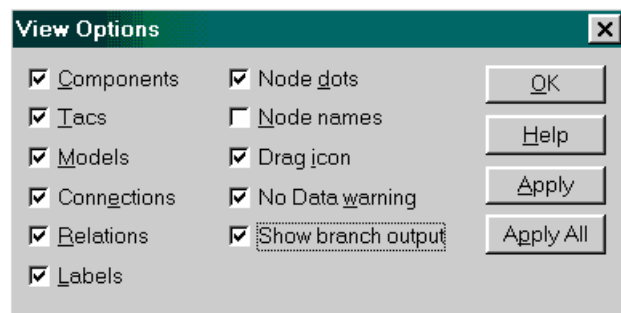 View Options
Components
Tacs
Models
Connections
Relations
Labels
Node dots
Node names
Drag icon
No Data warning
Show branch output
OK
Help
Apply
Apply All